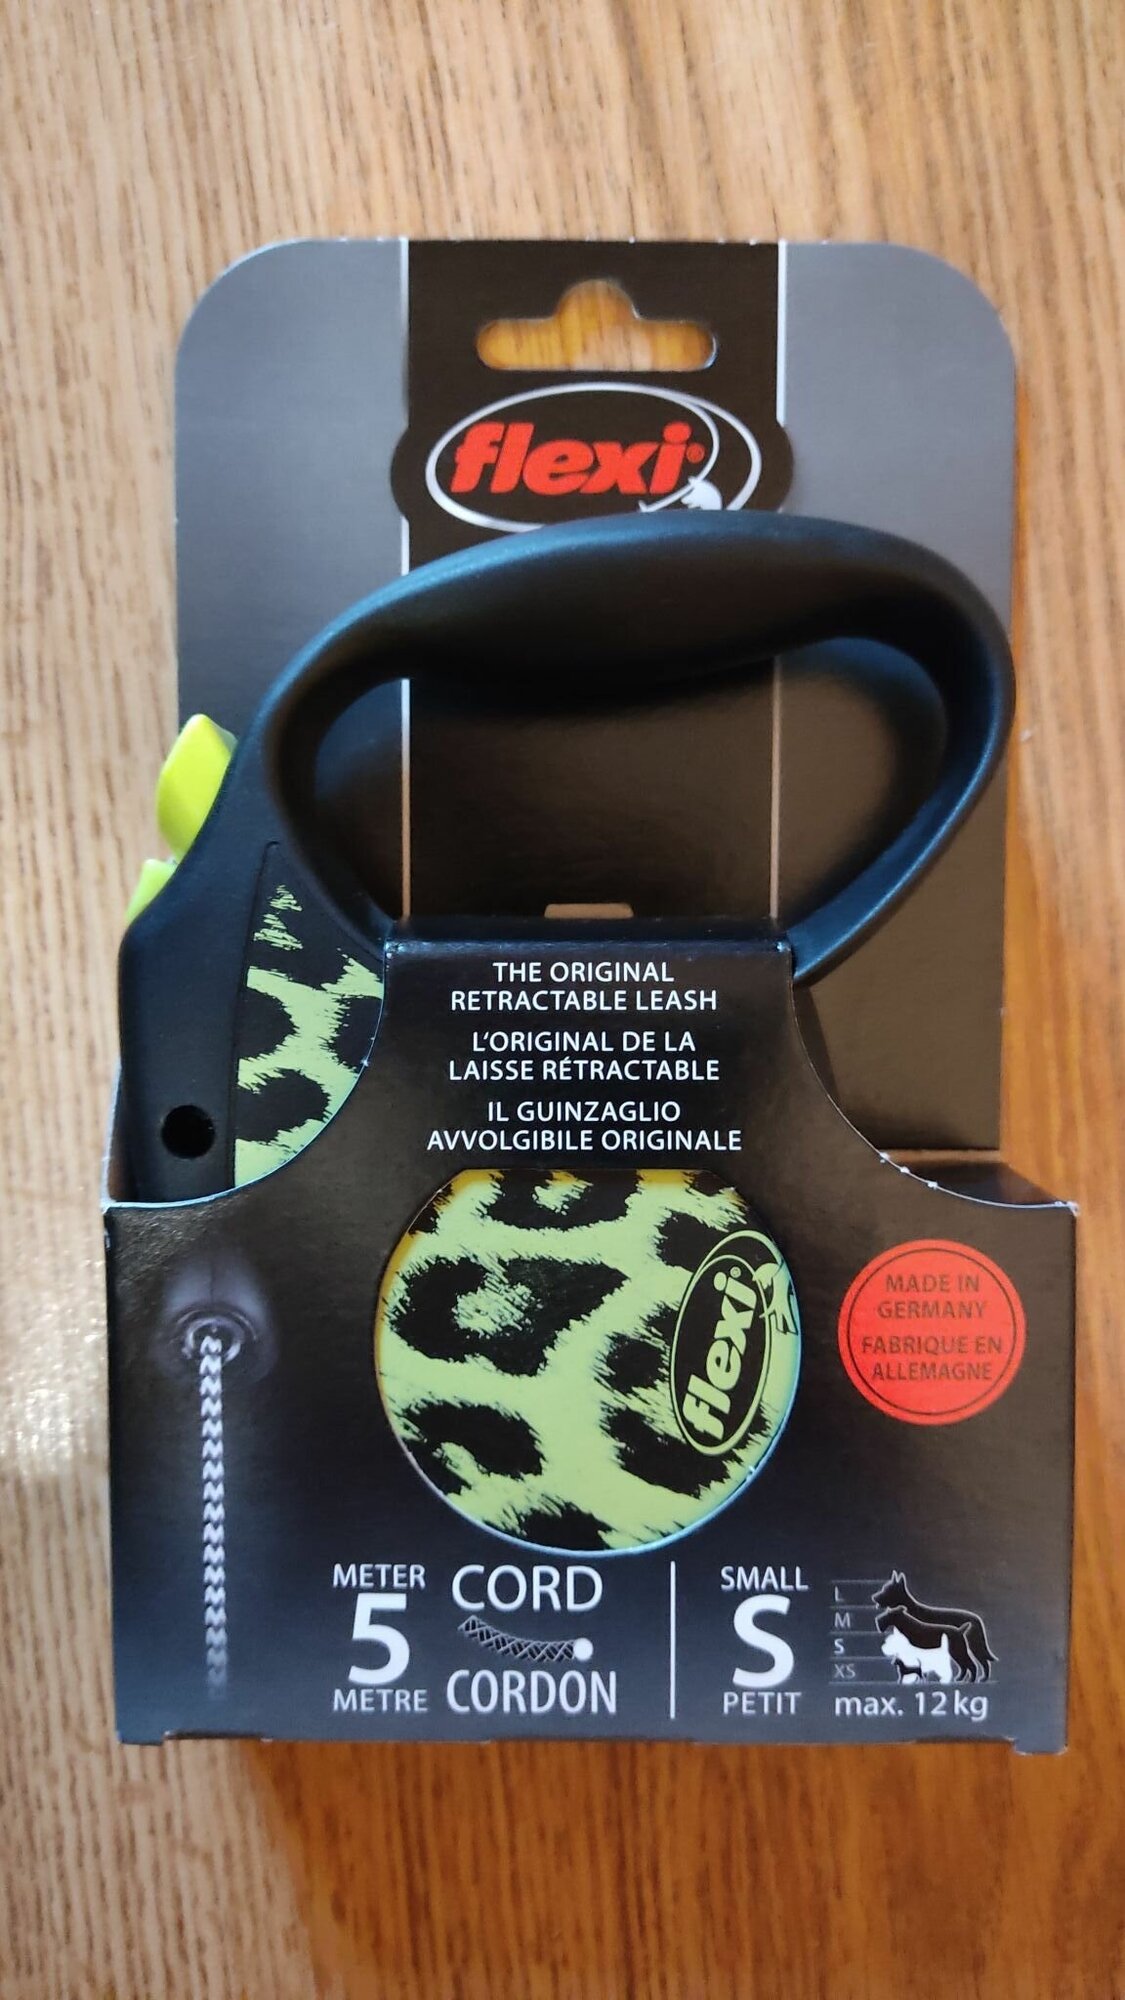 flexi®
THE ORIGINAL
RETRACTABLE LEASH
L'ORIGINAL DE LA
LAISSE RÉTRACTABLE
IL GUINZAGLIO
AVVOLGIBILE ORIGINALE
flexi®
MADE IN
GERMANY
FABRIQUE EN
ALLEMAGNE
METER
5
METRE
CORD
CORDON
SMALL
S
PETIT
L
M
S
XS
max. 12 kg